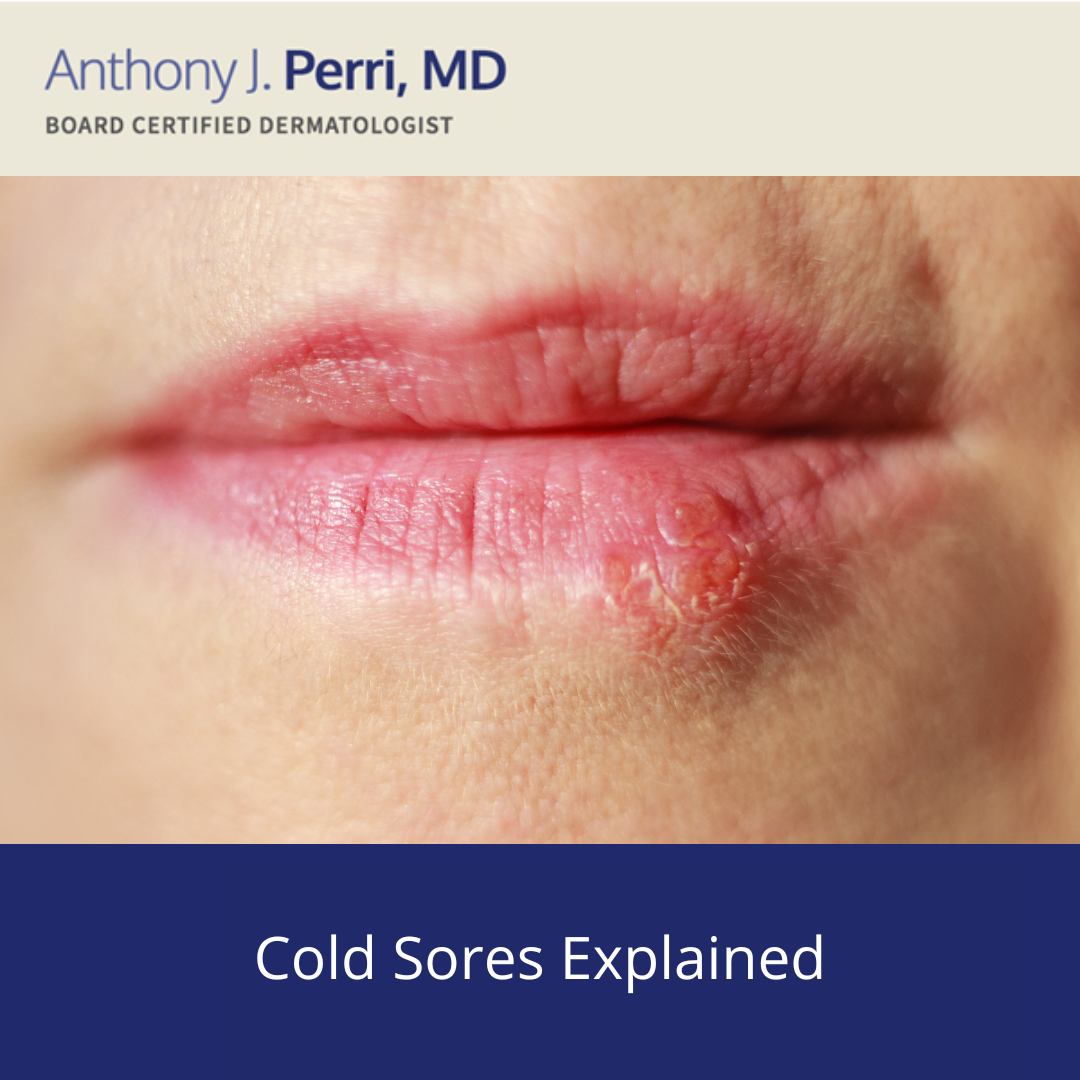 Anthony J. Perri, MD
BOARD CERTIFIED DERMATOLOGIST
Cold Sores Explained